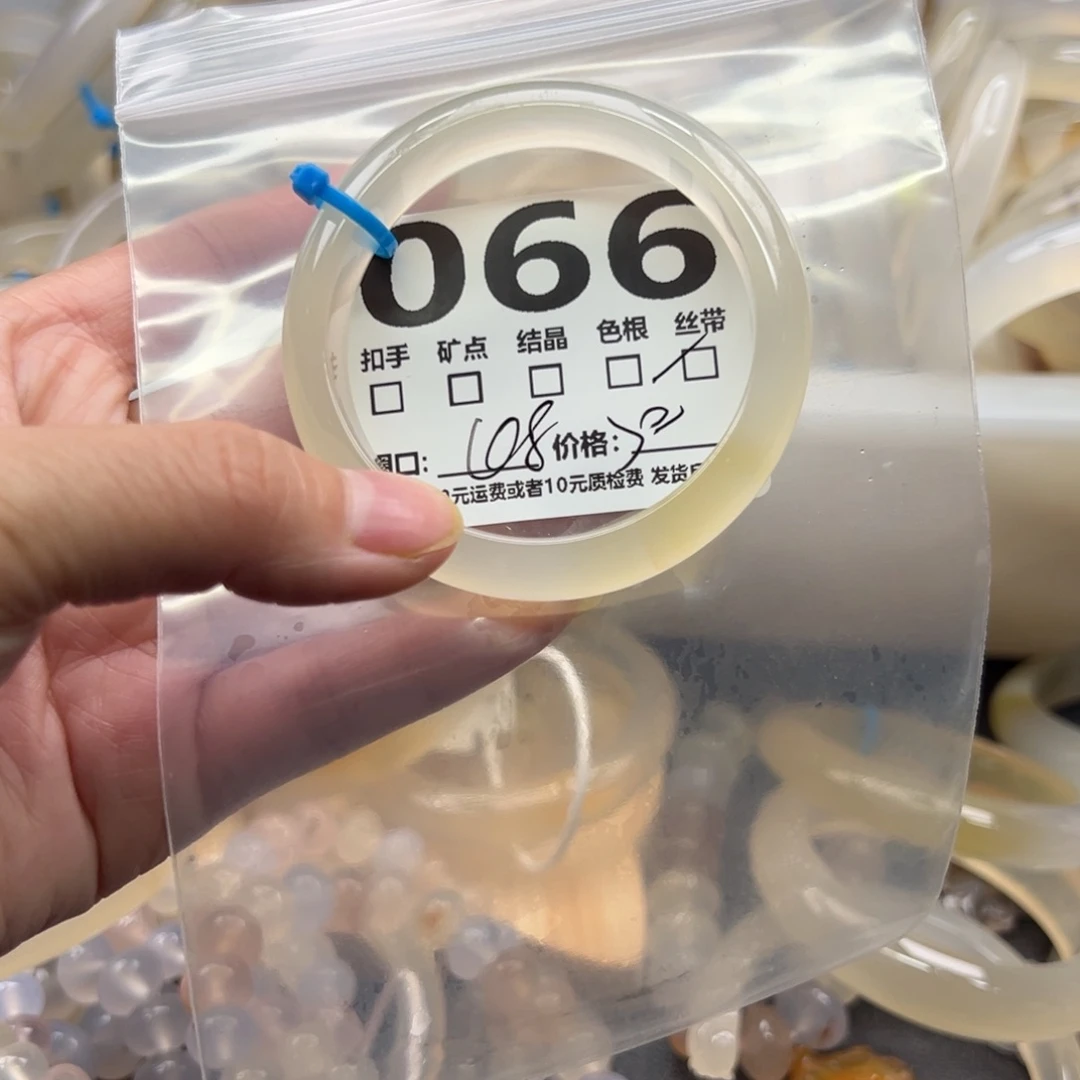 066
扣手 矿点 结晶 色根 丝带
圈口: 108 价格:
元运费或者10元质检费 发货